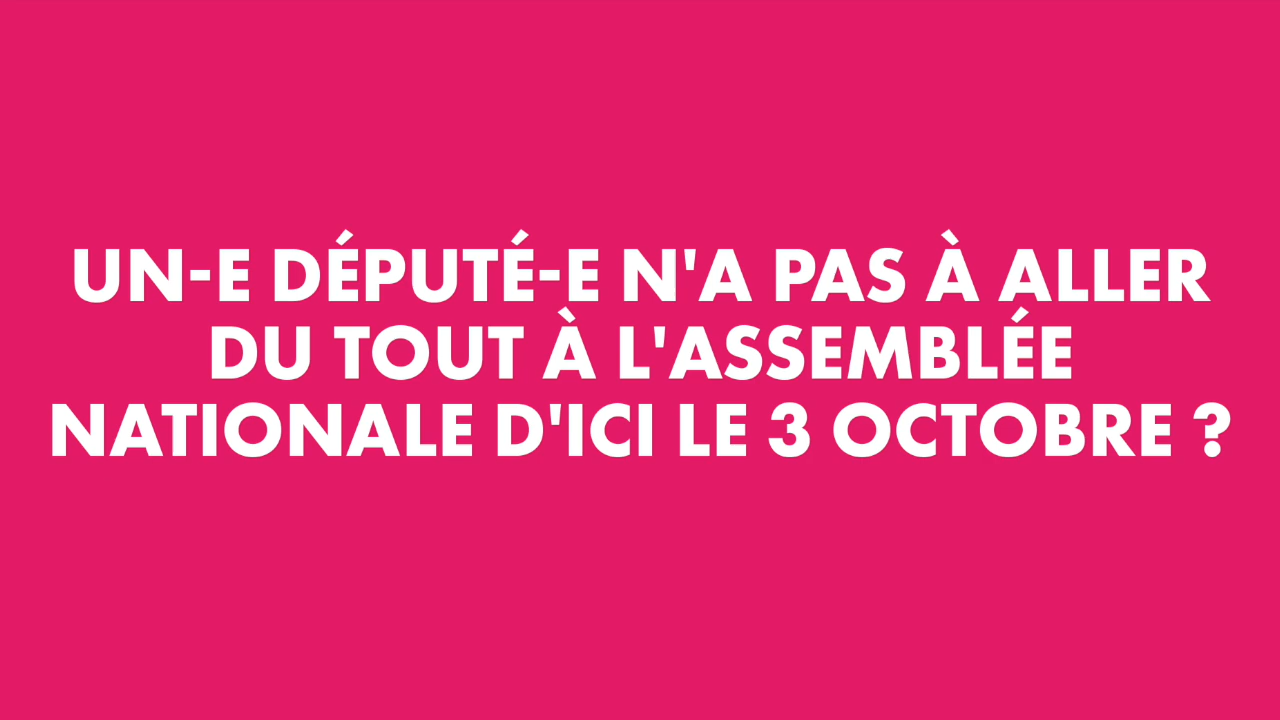 UN-E DÉPUTÉ-E N'A PAS À ALLER
DU TOUT À L'ASSEMBLÉE
NATIONALE D'ICI LE 3 OCTOBRE ?